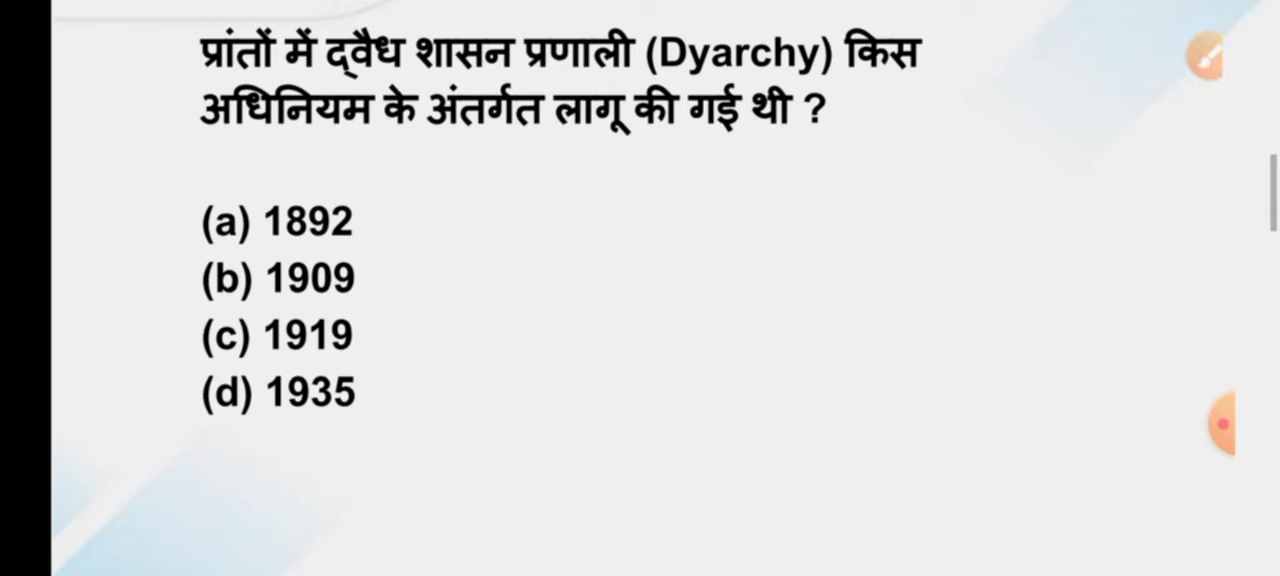 प्रांतों में द्वैध शासन प्रणाली (Dyarchy) किस
अधिनियम के अंतर्गत लागू की गई थी ?
(a) 1892
(b) 1909
(c) 1919
(d) 1935